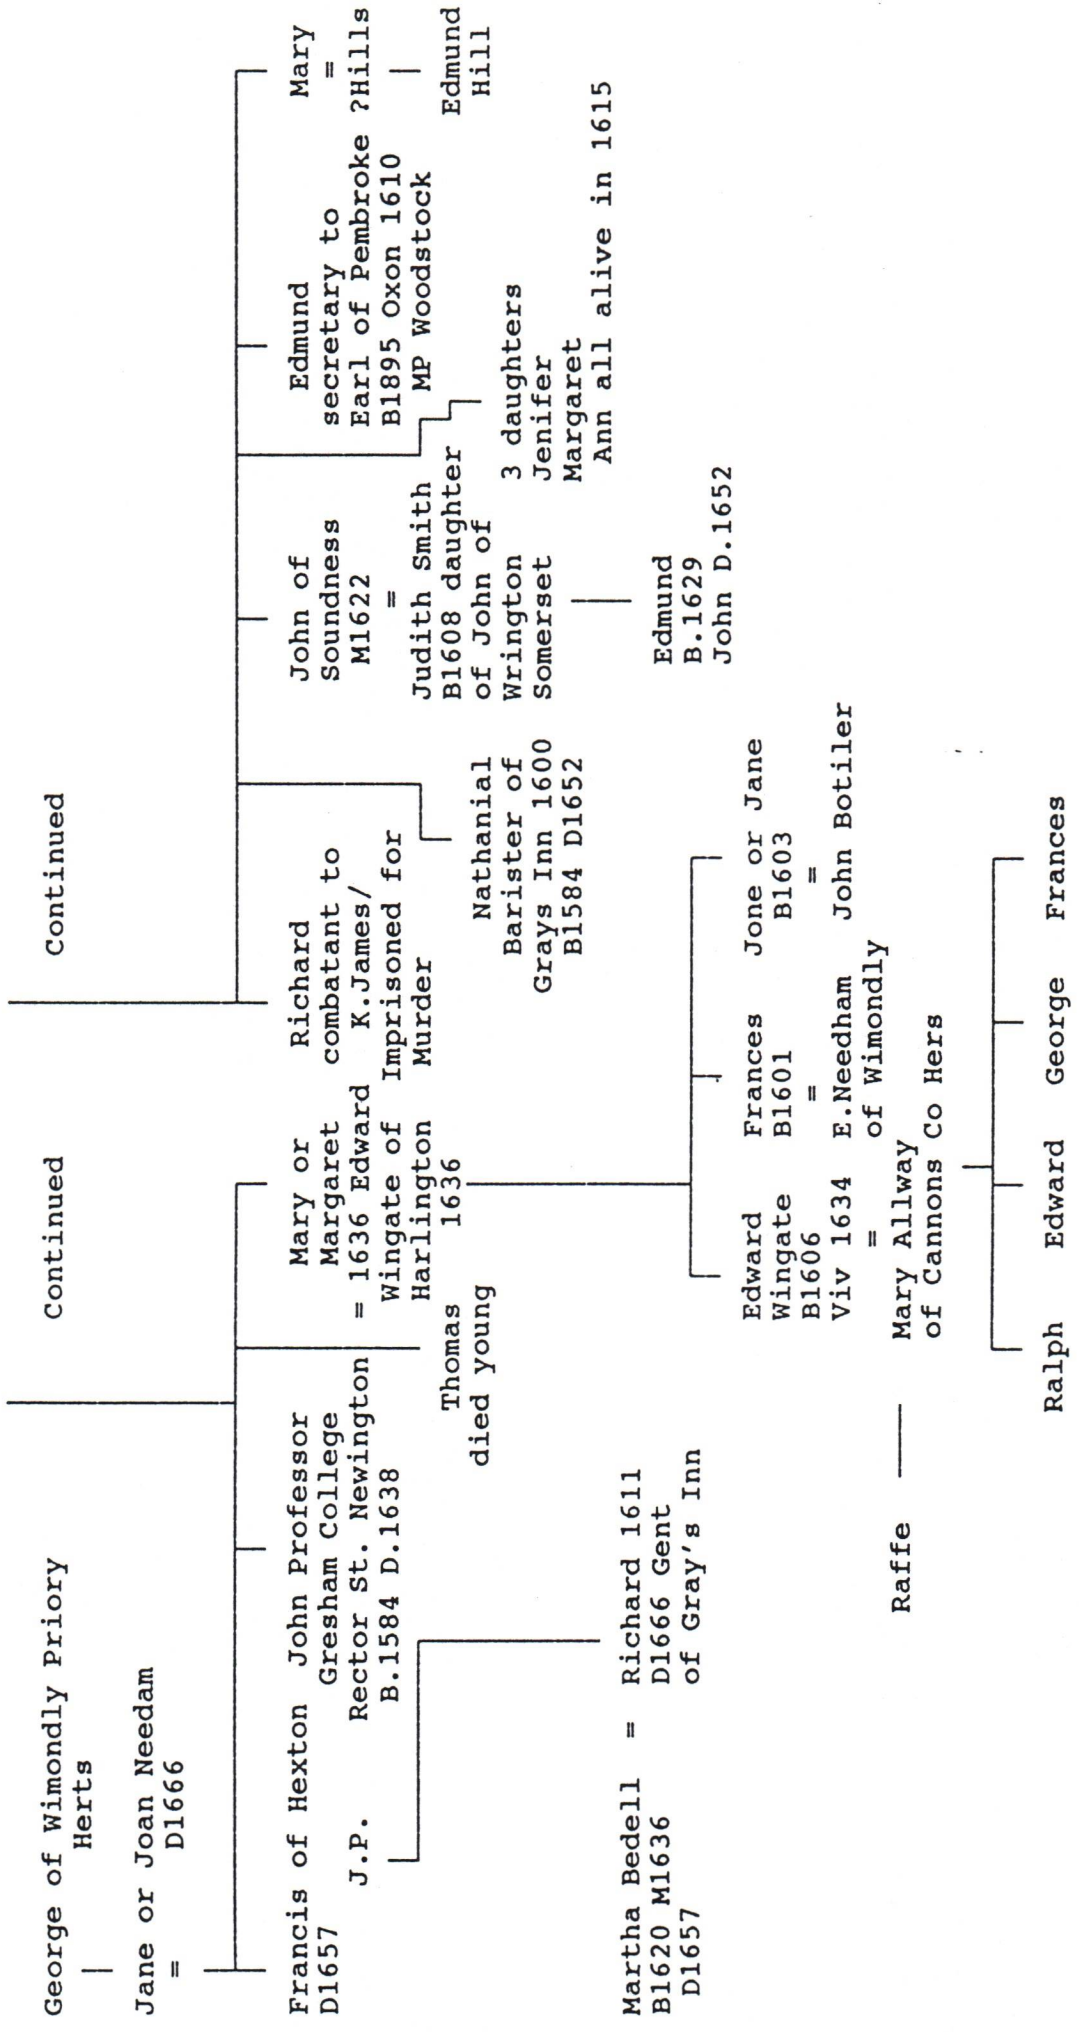 Continued
Continued
George of Wimondly Priory
Herts
Jane or Joan Needam
=
D1666
Francis of Hexton
D1657
J.P.
John Professor
Gresham College
Rector St. Newington
B.1584 D.1638
Thomas
died young
Mary or
Margaret
= 1636 Edward
Wingate of
Harlington
1636
Richard
combatant to
K.James/
Imprisoned for
Murder
Nathanial
Barister of
Grays Inn 1600
B1584 D1652
John of
Soundness
M1622
=
Judith Smith
B1608 daughter
of John of
Wrington
Somerset
3 daughters
Jenifer
Margaret
Ann all alive in 1615
Edmund
secretary to
Earl of Pembroke
B1895 Oxon 1610
MP Woodstock
Mary
=
?Hills
Edmund
Hill
Edmund
B.1629
John D.1652
Martha Bedell = Richard 1611
B1620 M1636 D1666 Gent
D1657 of Gray's Inn
Edward
Wingate
B1606
Viv 1634
=
Mary Allway
of Cannons Co Hers
Frances
B1601
=
E.Needham
of Wimondly
Jone or Jane
B1603
=
John Botiler
Raffe
Ralph Edward George Frances